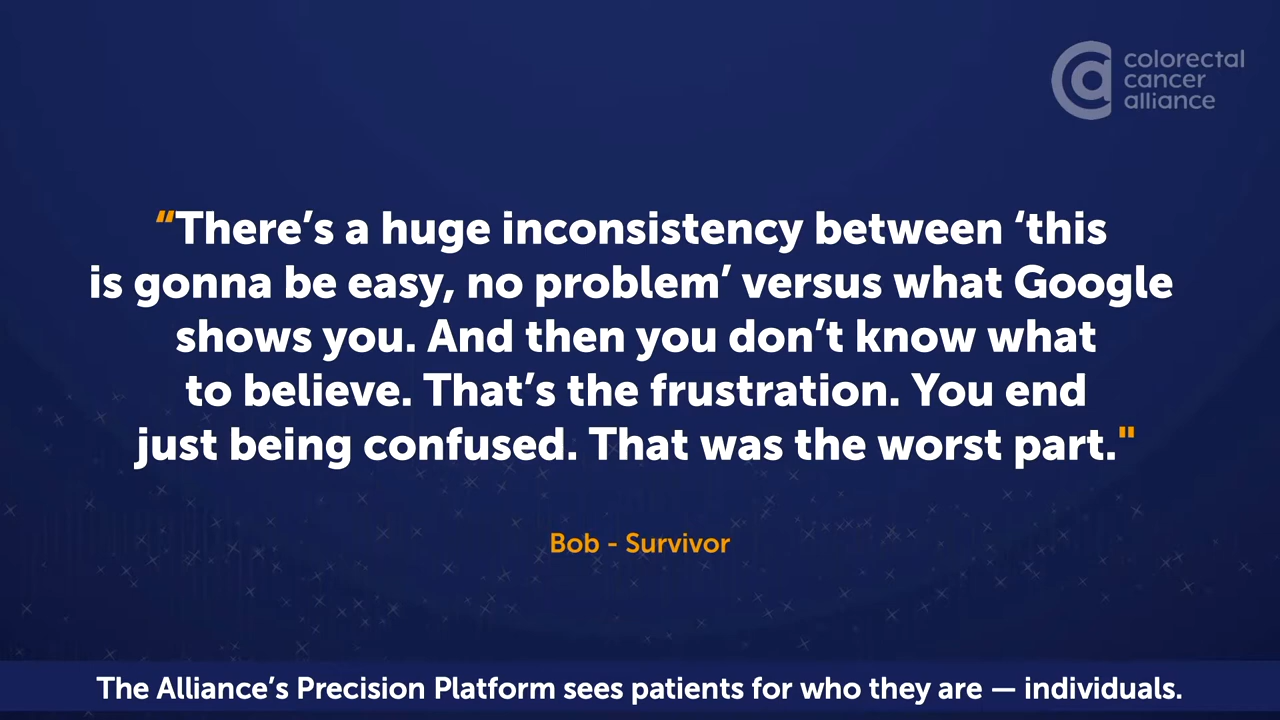 colorectal
cancer
alliance
“There’s a huge inconsistency between ‘this
is gonna be easy, no problem’ versus what Google
shows you. And then you don’t know what
to believe. That’s the frustration. You end
just being confused. That was the worst part."
Bob - Survivor
The Alliance’s Precision Platform sees patients for who they are — individuals.